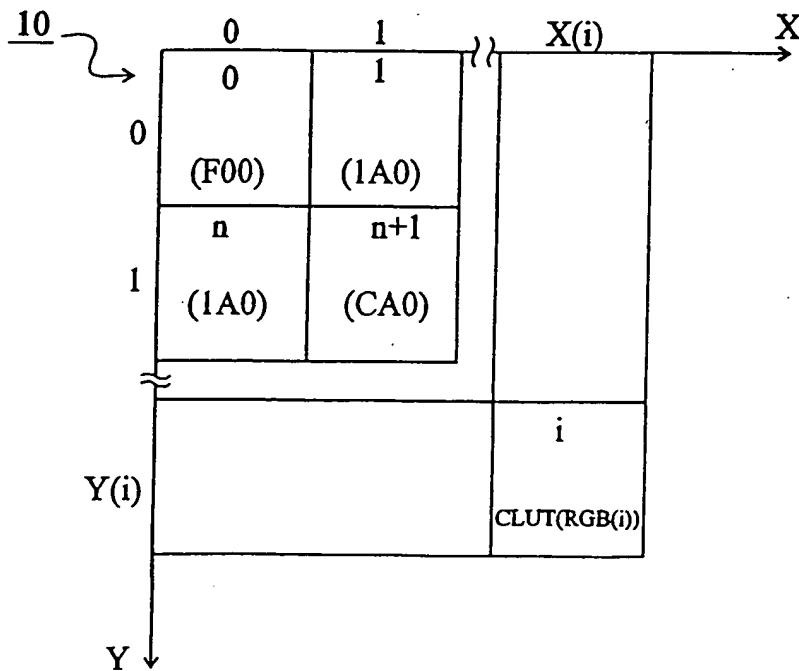 10
0 1 X(i) X
0 1
0
(F00) (1A0)
n n+1
1
(1A0) (CA0)
i
Y(i)
CLUT(RGB(i))
Y